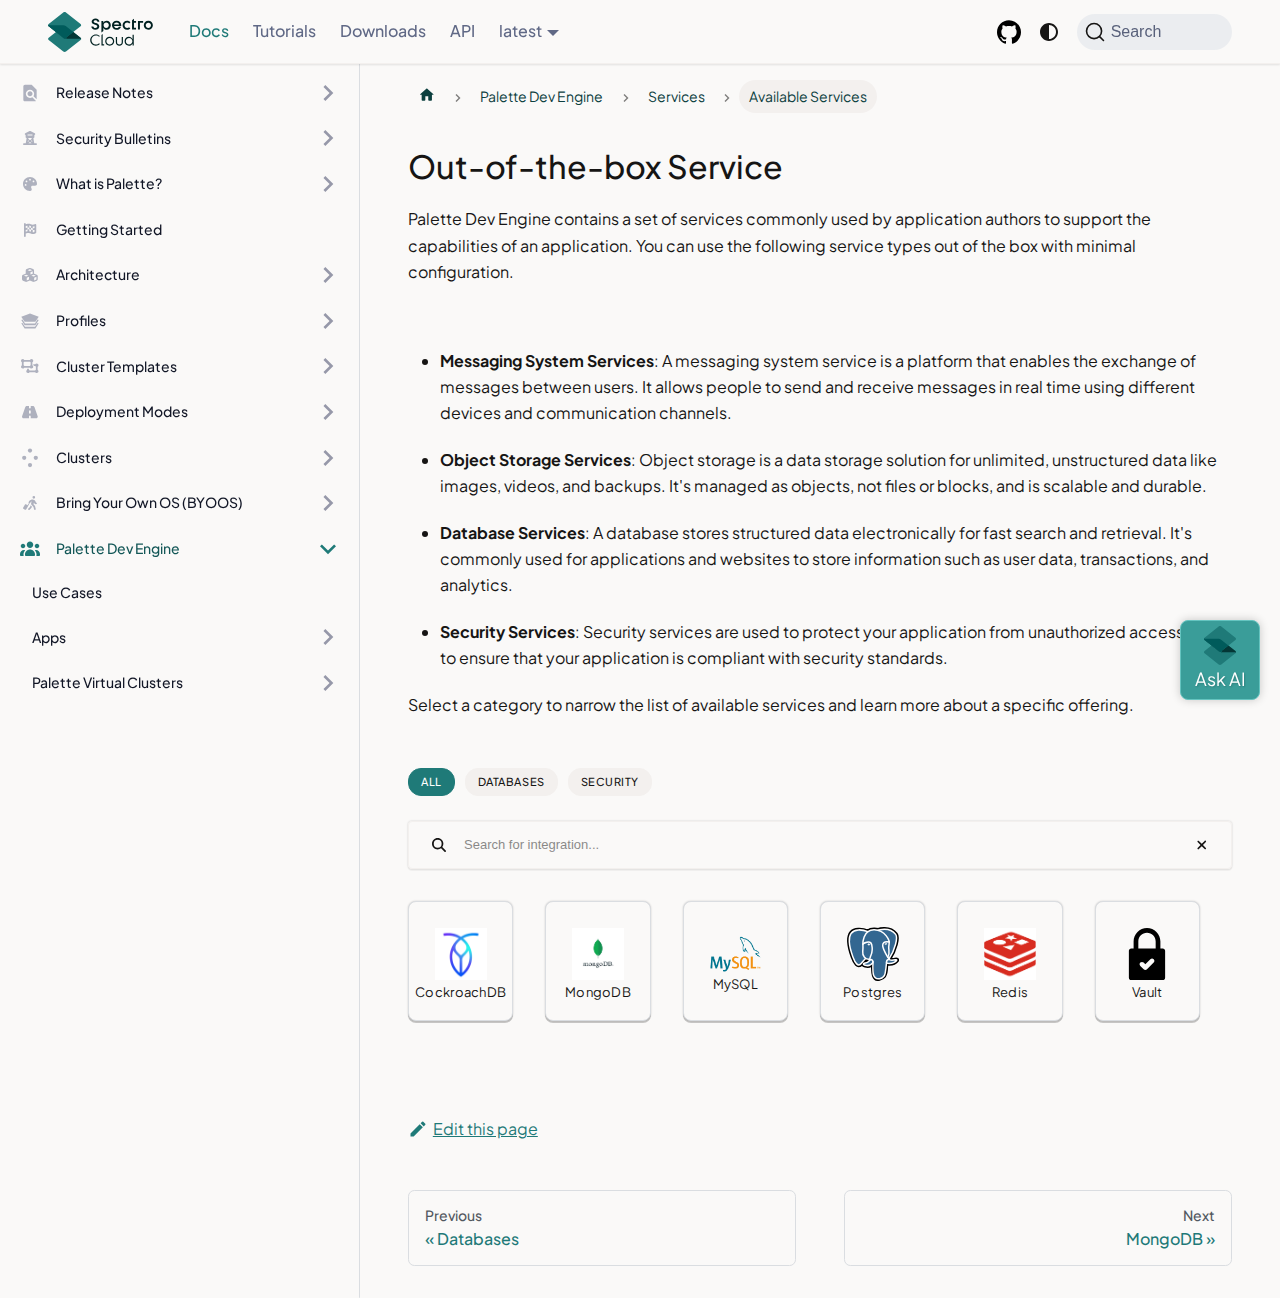 Spectro Cloud
Docs Tutorials Downloads API latest Search
Release Notes
Security Bulletins
What is Palette?
Getting Started
Architecture
Profiles
Cluster Templates
Deployment Modes
Clusters
Bring Your Own OS (BYOOS)
Palette Dev Engine
Use Cases
Apps
Palette Virtual Clusters
Palette Dev Engine > Services > Available Services
Out-of-the-box Service
Palette Dev Engine contains a set of services commonly used by application authors to support the
capabilities of an application. You can use the following service types out of the box with minimal
configuration.
Messaging System Services: A messaging system service is a platform that enables the exchange of
messages between users. It allows people to send and receive messages in real time using different
devices and communication channels.
Object Storage Services: Object storage is a data storage solution for unlimited, unstructured data like
images, videos, and backups. It's managed as objects, not files or blocks, and is scalable and durable.
Database Services: A database stores structured data electronically for fast search and retrieval. It's
commonly used for applications and websites to store information such as user data, transactions, and
analytics.
Security Services: Security services are used to protect your application from unauthorized access
to ensure that your application is compliant with security standards.
Ask AI
Select a category to narrow the list of available services and learn more about a specific offering.
ALL DATABASES SECURITY
Search for integration...
CockroachDB
mongoDB.
MongoDB
MySQL
MySQL
Postgres
Redis
Vault
Edit this page
Previous
« Databases
Next
MongoDB »